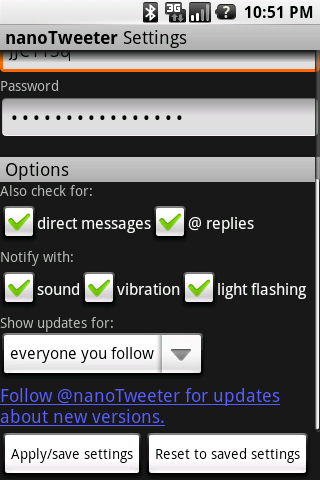 3G 10:51 PM
nanoTweeter Settings
Password
••••••••••••••••
Options
Also check for:
direct messages @ replies
Notify with:
sound vibration light flashing
Show updates for:
everyone you follow
Follow @nanoTweeter for updates
about new versions.
Apply/save settings Reset to saved settings